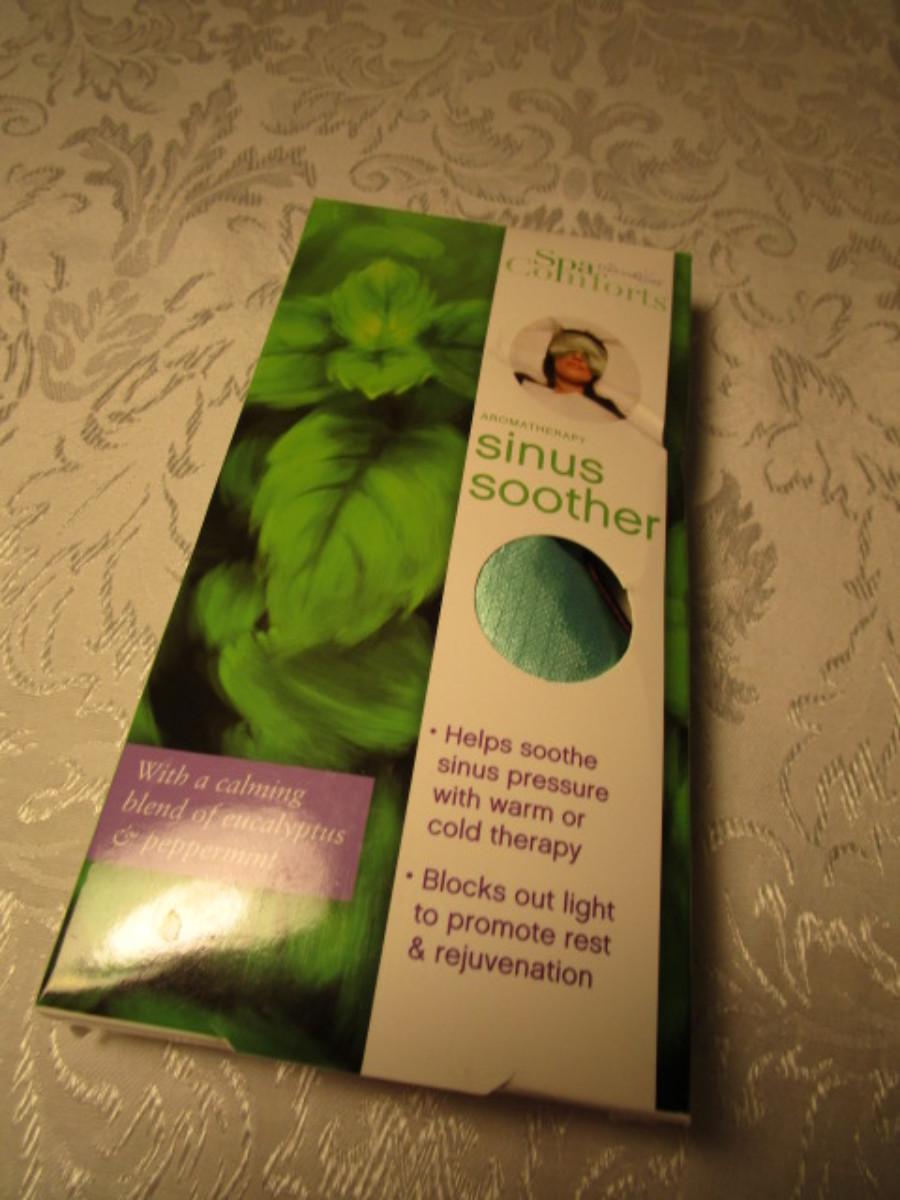 Spa
Comforts
AROMATHERAPY
sinus
soother
• Helps soothe
sinus pressure
with warm or
cold therapy
• Blocks out light
to promote rest
& rejuvenation
With a calming
blend of eucalyptus
& peppermint